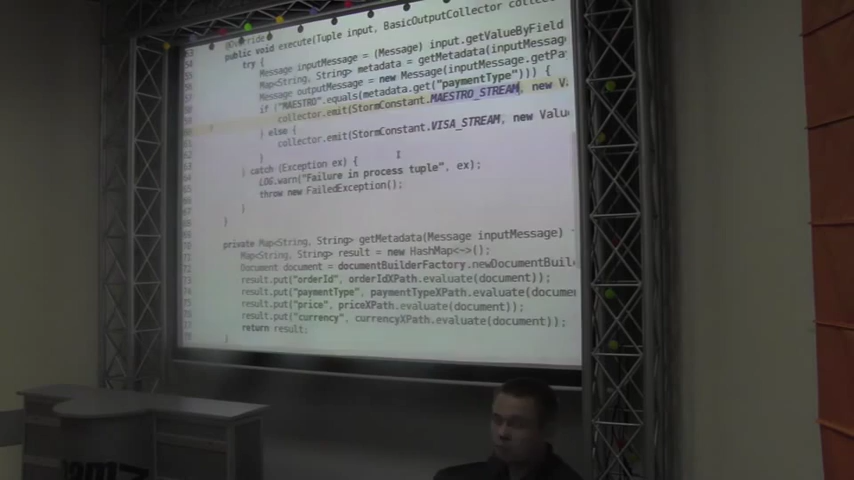 @Override
public void execute(Tuple input, BasicOutputCollector
try {
Message inputMessage = (Message) input.getValueByField
Map<String, String> metadata = getMetadata(inputMessag
Message outputMessage = new Message(inputMessage.getPa
if ("MAESTRO".equals(metadata.get("paymentType"))) {
collector.emit(StormConstant.MAESTRO_STREAM, new V
} else {
collector.emit(StormConstant.VISA_STREAM, new Valu
}
} catch (Exception ex) {
LOG.warn("Failure in process tuple", ex);
throw new FailedException();
}
}
private Map<String, String> getMetadata(Message inputMessage)
Map<String, String> result = new HashMap<~>();
Document document = documentBuilderFactory.newDocumentBuil
result.put("orderId", orderIdXPath.evaluate(document));
result.put("paymentType", paymentTypeXPath.evaluate(docume
result.put("price", priceXPath.evaluate(document));
result.put("currency", currencyXPath.evaluate(document));
return result;
}